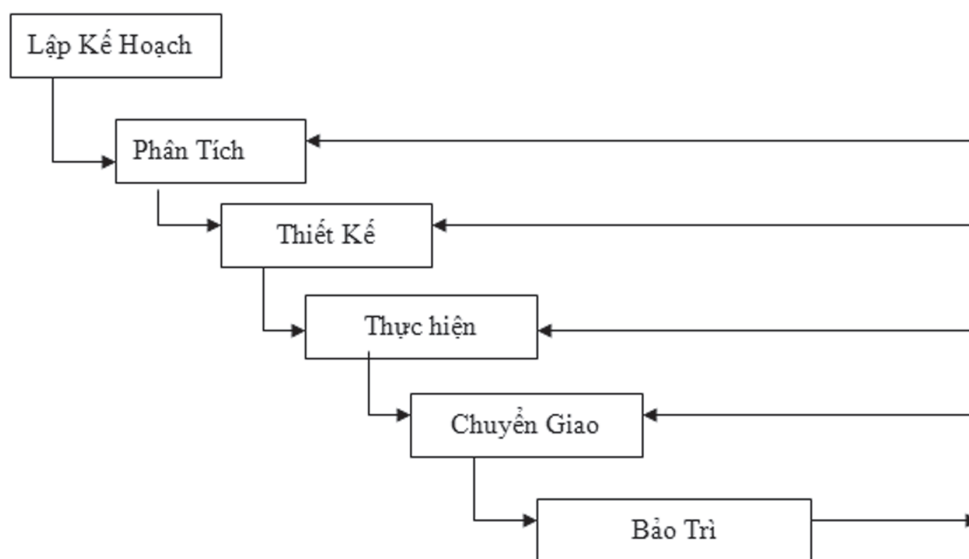 Lập Kế Hoạch
Phân Tích
Thiết Kế
Thực hiện
Chuyển Giao
Bảo Trì